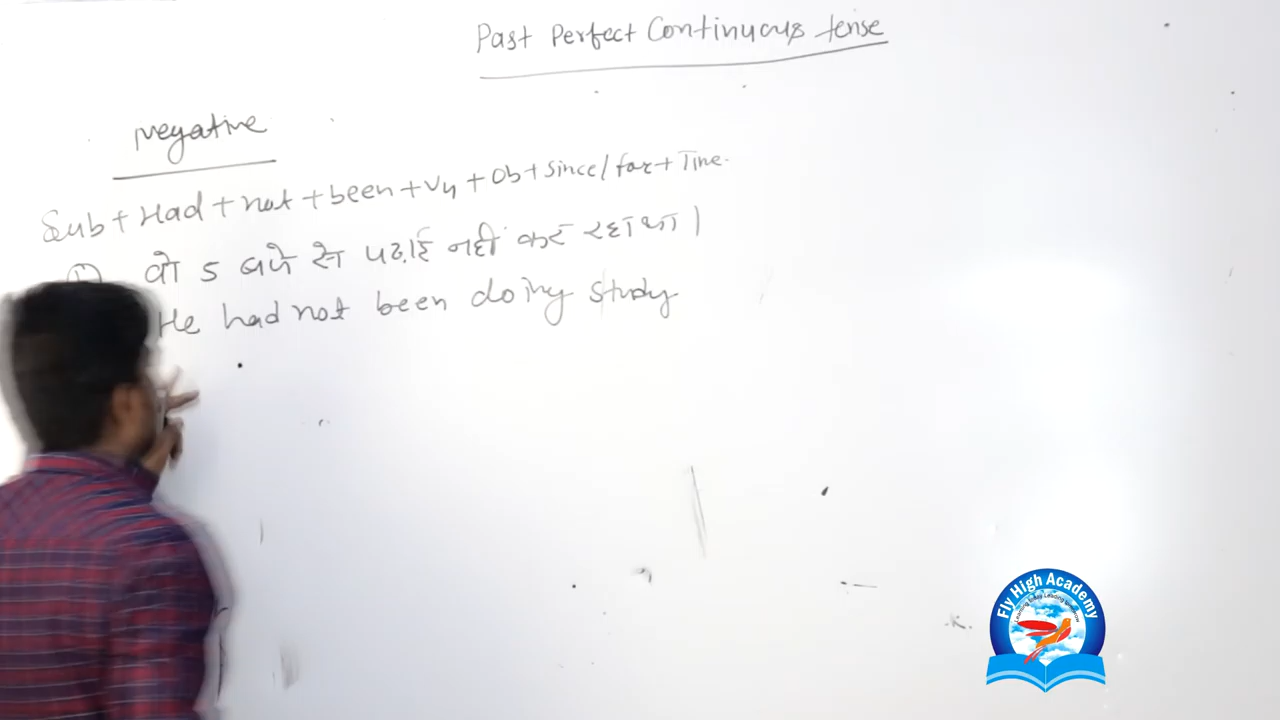 Past Perfect Continuous tense
Negative
Sub + Had + not + been + V4 + Ob + Since / for + Time.
वो 5 बजे से पढ़ाई नहीं कर रहा था।
He had not been doing study
Fly High Academy